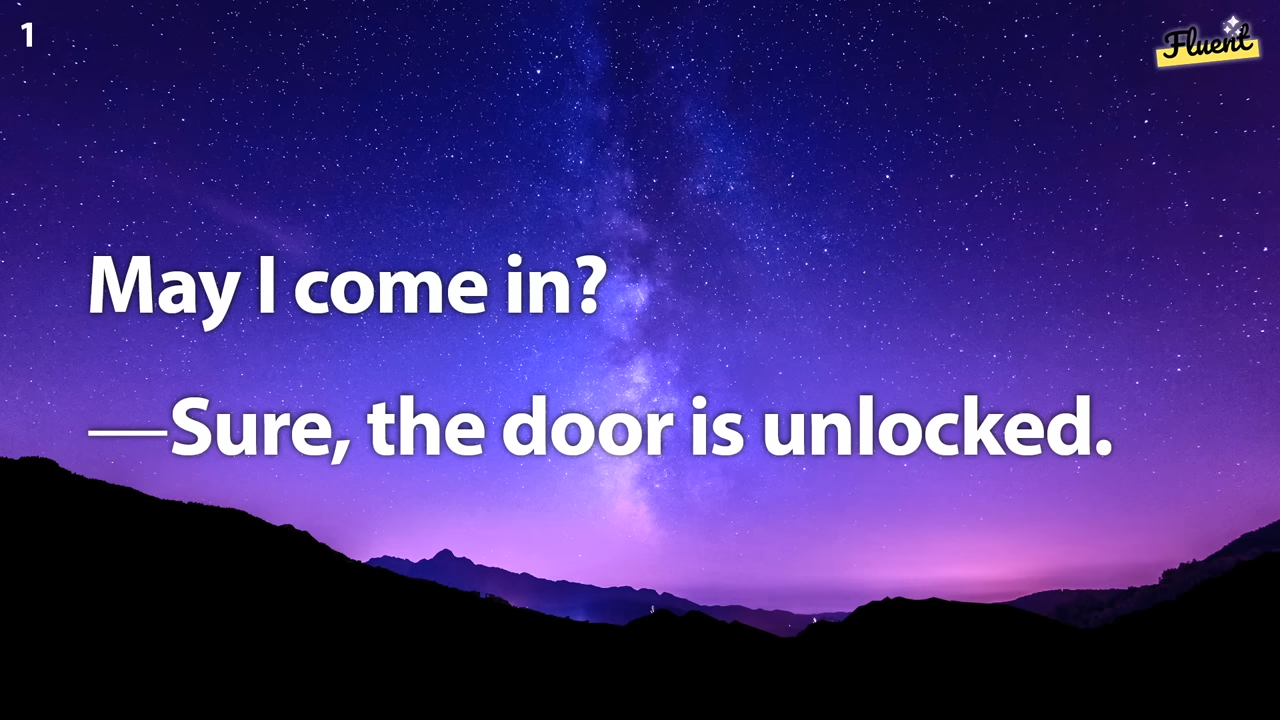 1
Fluent
May I come in?
—Sure, the door is unlocked.